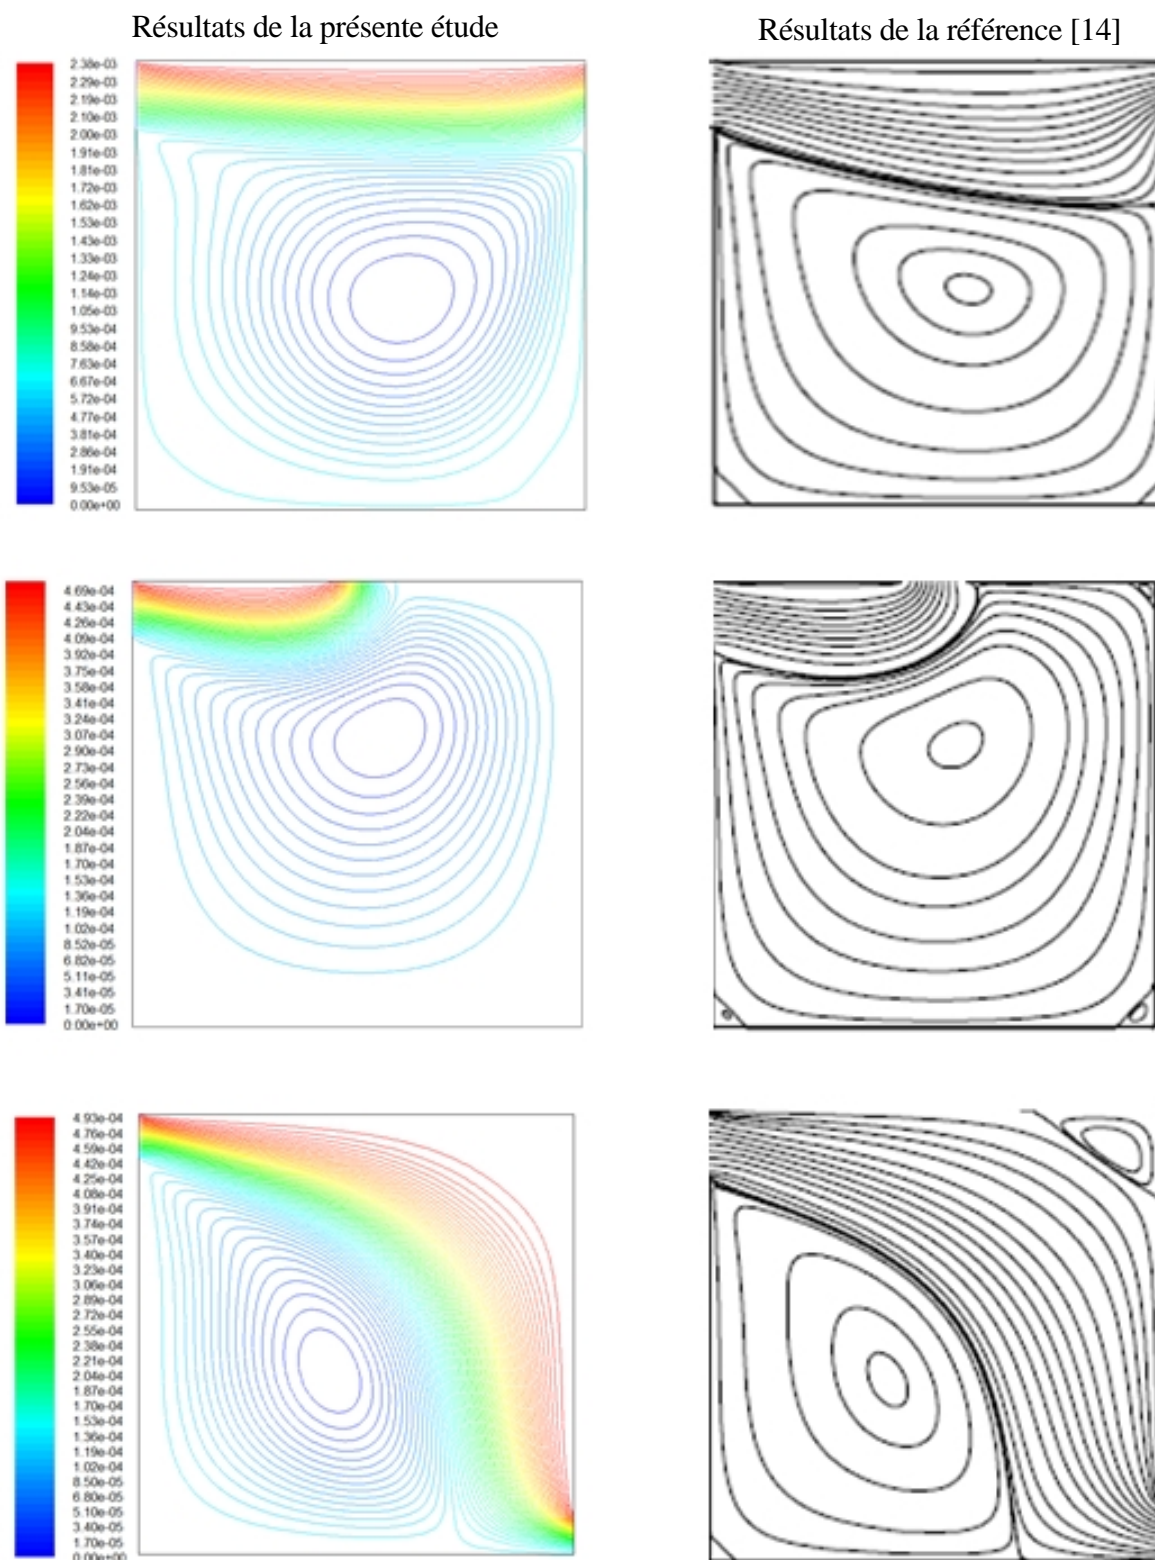 Résultats de la présente étude
Résultats de la référence [14]
2.38e-03
2.29e-03
2.19e-03
2.10e-03
2.00e-03
1.91e-03
1.81e-03
1.72e-03
1.62e-03
1.53e-03
1.43e-03
1.33e-03
1.24e-03
1.14e-03
1.05e-03
9.53e-04
8.58e-04
7.63e-04
6.67e-04
5.72e-04
4.77e-04
3.81e-04
2.86e-04
1.91e-04
9.53e-05
0.00e+00
4.69e-04
4.43e-04
4.26e-04
4.09e-04
3.92e-04
3.75e-04
3.58e-04
3.41e-04
3.24e-04
3.07e-04
2.90e-04
2.73e-04
2.56e-04
2.39e-04
2.22e-04
2.04e-04
1.87e-04
1.70e-04
1.53e-04
1.36e-04
1.19e-04
1.02e-04
8.52e-05
6.82e-05
5.11e-05
3.41e-05
1.70e-05
0.00e+00
4.93e-04
4.76e-04
4.59e-04
4.42e-04
4.25e-04
4.08e-04
3.91e-04
3.74e-04
3.57e-04
3.40e-04
3.23e-04
3.06e-04
2.89e-04
2.72e-04
2.55e-04
2.38e-04
2.21e-04
2.04e-04
1.87e-04
1.70e-04
1.53e-04
1.36e-04
1.19e-04
1.02e-04
8.50e-05
6.80e-05
5.10e-05
3.40e-05
1.70e-05
0.00e+00